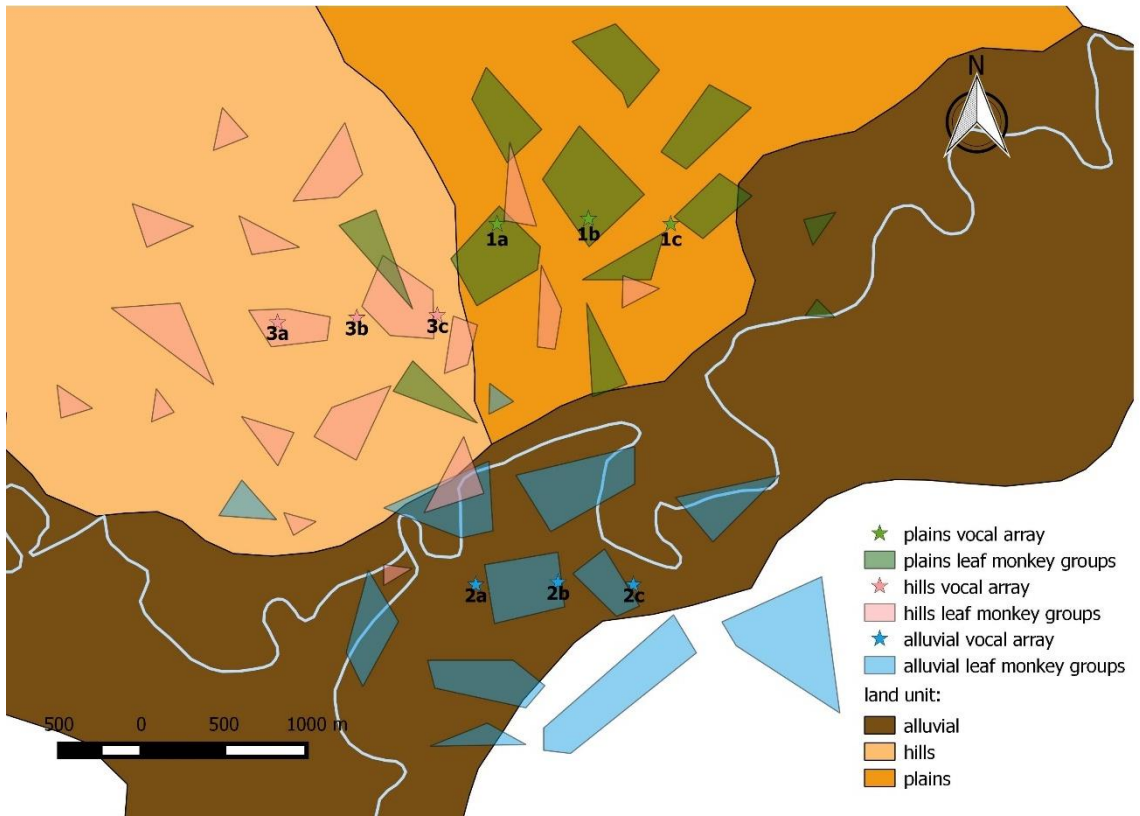 N
1a
1b
1c
3a
3b
3c
2a
2b
2c
plains vocal array
plains leaf monkey groups
hills vocal array
hills leaf monkey groups
alluvial vocal array
alluvial leaf monkey groups
land unit:
alluvial
hills
plains
500 0 500 1000 m